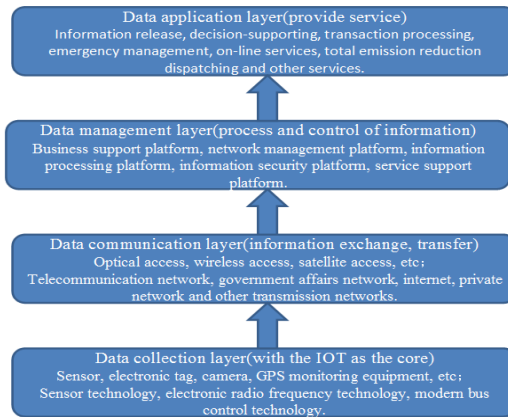 Data application layer(provide service)
Information release, decision-supporting, transaction processing,
emergency management, on-line services, total emission reduction
dispatching and other services.
Data management layer(process and control of information)
Business support platform, network management platform, information
processing platform, information security platform, service support
platform.
Data communication layer(information exchange, transfer)
Optical access, wireless access, satellite access, etc;
Telecommunication network, government affairs network, internet, private
network and other transmission networks.
Data collection layer(with the IOT as the core)
Sensor, electronic tag, camera, GPS monitoring equipment, etc;
Sensor technology, electronic radio frequency technology, modern bus
control technology.